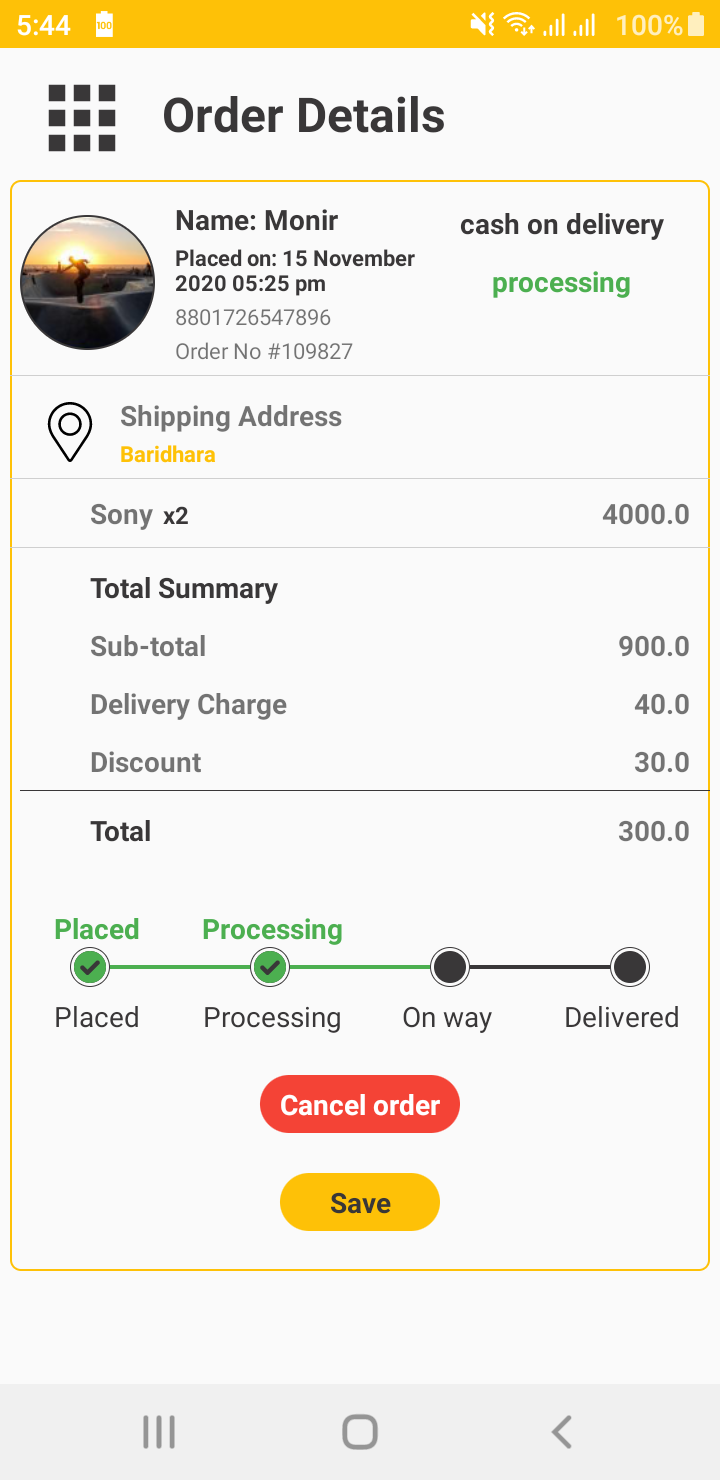 5:44 100 100%
Order Details
Name: Monir
cash on delivery
Placed on: 15 November
2020 05:25 pm
processing
8801726547896
Order No #109827
Shipping Address
Baridhara
Sony x2 4000.0
Total Summary
Sub-total 900.0
Delivery Charge 40.0
Discount 30.0
Total 300.0
Placed Processing
Placed Processing On way Delivered
Cancel order
Save